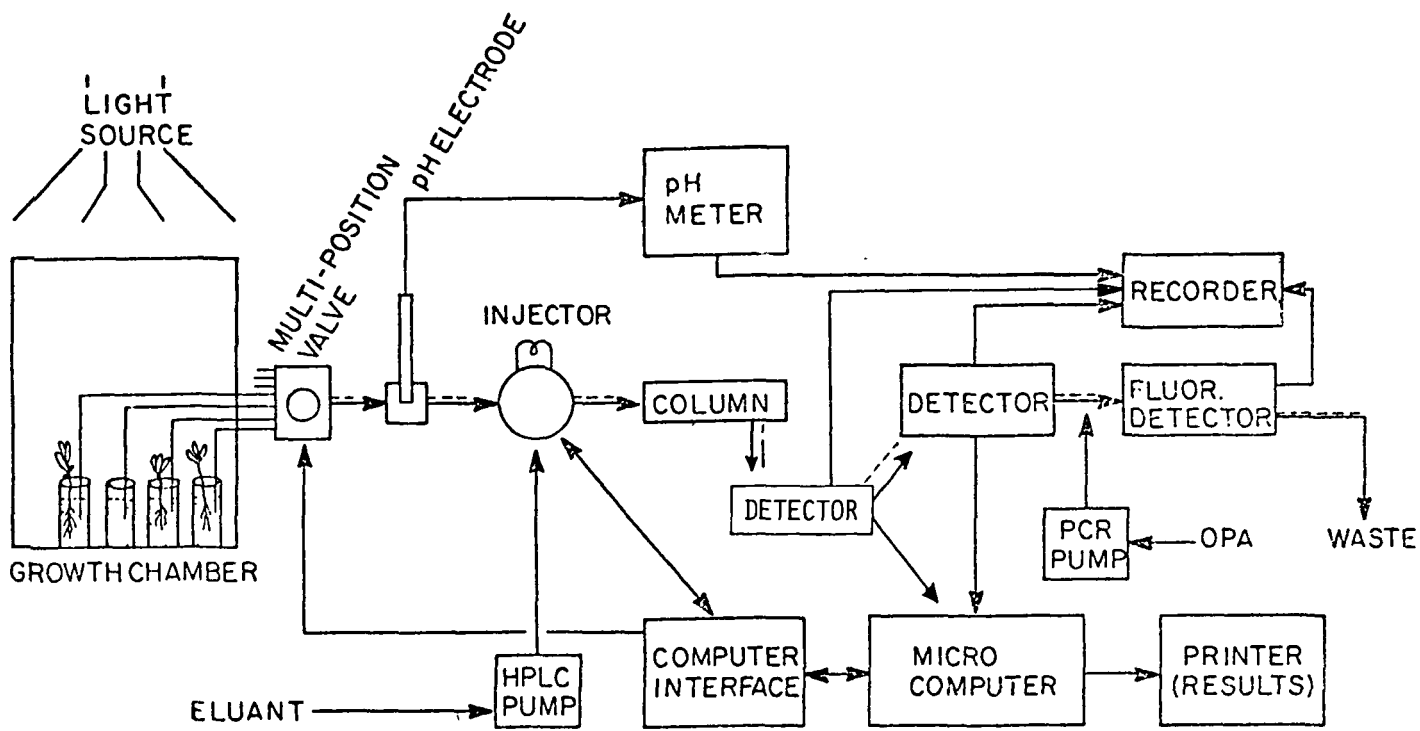 LIGHT
SOURCE
MULTI-POSITION
VALVE
pH ELECTRODE
pH
METER
INJECTOR
RECORDER
COLUMN
DETECTOR
FLUOR.
DETECTOR
DETECTOR
PCR
PUMP
OPA
WASTE
GROWTH CHAMBER
COMPUTER
INTERFACE
MICRO
COMPUTER
PRINTER
(RESULTS)
HPLC
PUMP
ELUANT